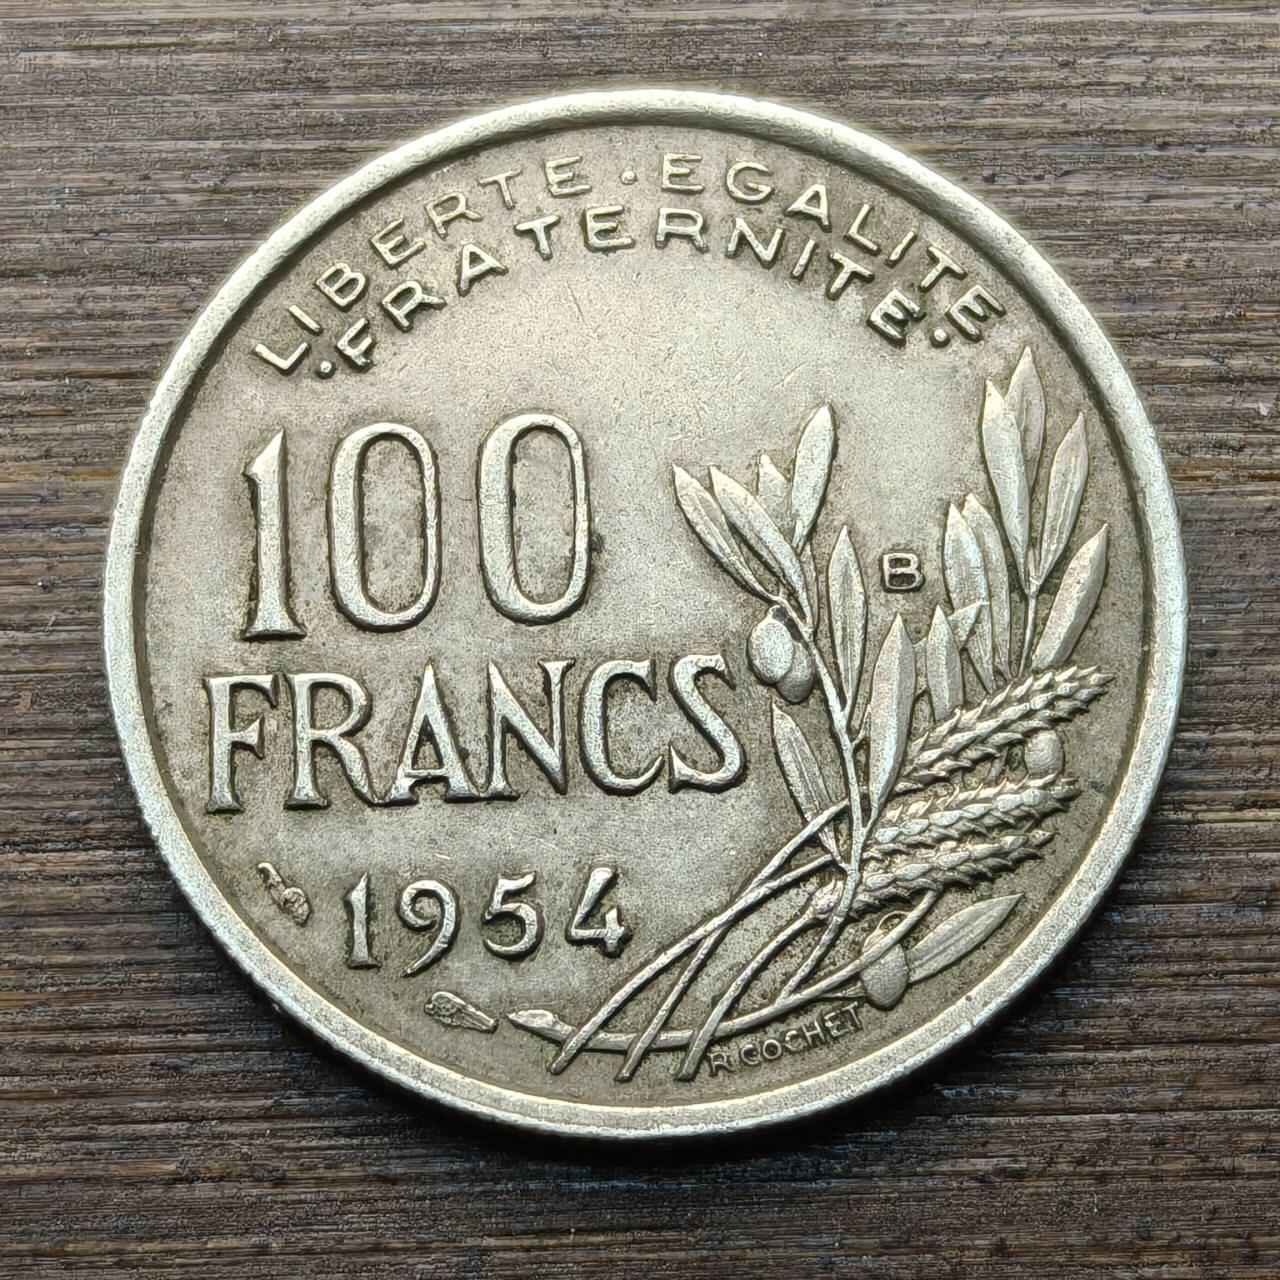 LIBERTE · EGALITE
· FRATERNITE ·
100
FRANCS
B
1954
R COCHET